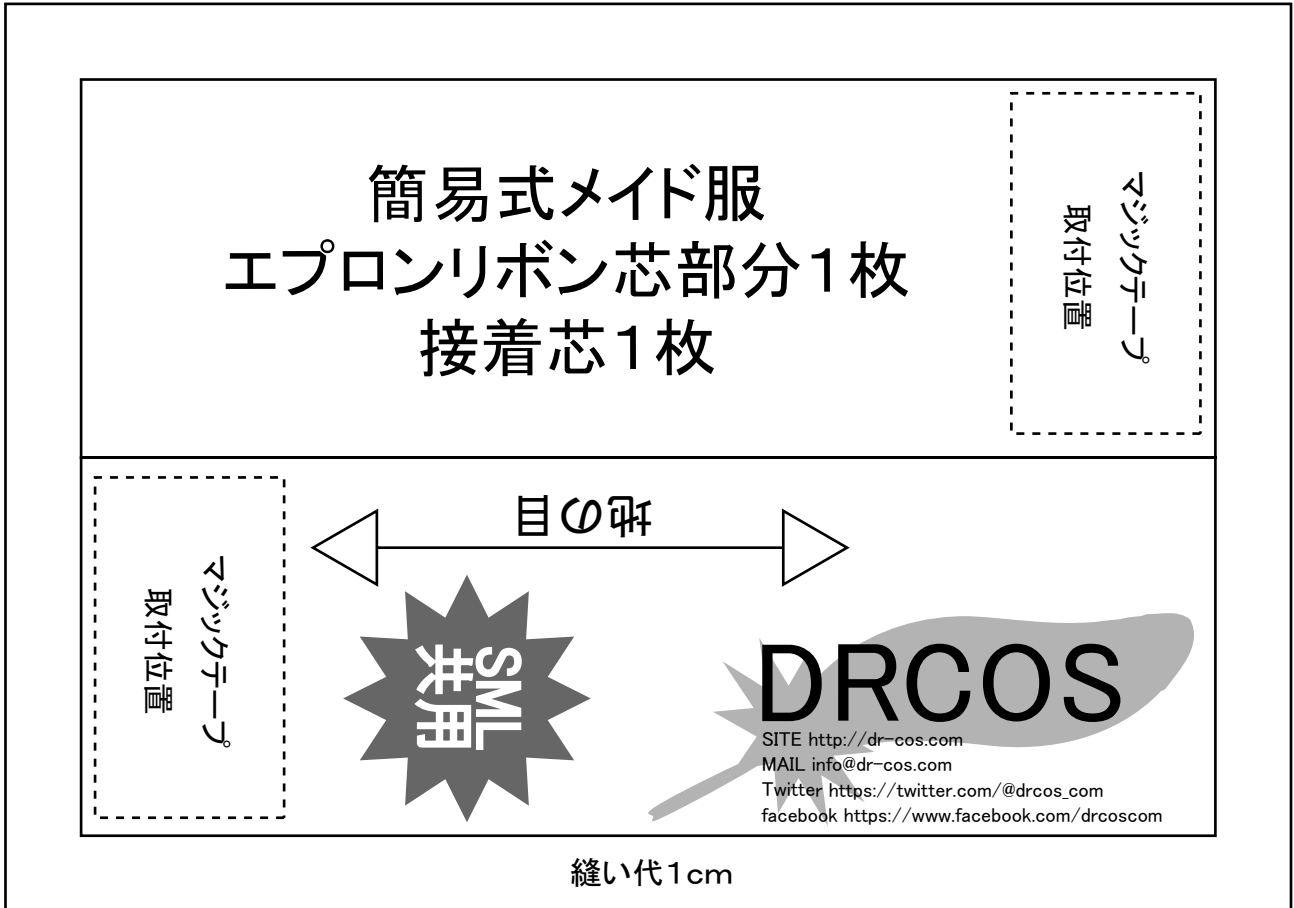 簡易式メイド服
エプロンリボン芯部分１枚
接着芯１枚
マジックテープ
取付位置
地の目
マジックテープ
取付位置
SML
共用
DRCOS
SITE http://dr-cos.com
MAIL info@dr-cos.com
Twitter https://twitter.com/@drcos_com
facebook https://www.facebook.com/drcoscom
縫い代１cm